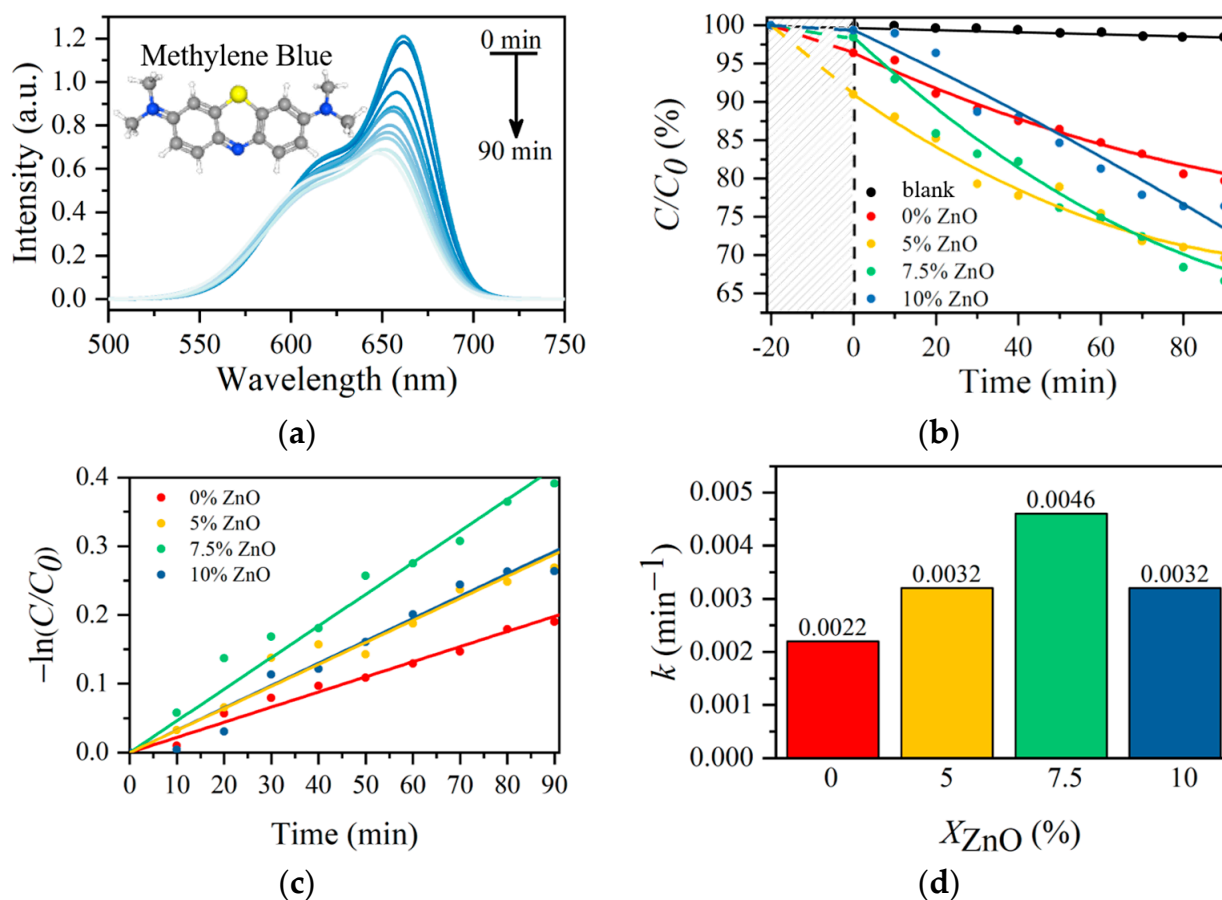 Methylene Blue
0 min
90 min
Intensity (a.u.)
1.2
1.0
0.8
0.6
0.4
0.2
0.0
500 550 600 650 700 750
Wavelength (nm)
(a)
C/C0 (%)
100
95
90
85
80
75
70
65
blank
0% ZnO
5% ZnO
7.5% ZnO
10% ZnO
-20 0 20 40 60 80
Time (min)
(b)
−ln(C/C0)
0.4
0.3
0.2
0.1
0.0
0% ZnO
5% ZnO
7.5% ZnO
10% ZnO
0 10 20 30 40 50 60 70 80 90
Time (min)
(c)
k (min−1)
0.005
0.004
0.003
0.002
0.001
0.000
0.0022
0.0032
0.0046
0.0032
0 5 7.5 10
XZnO (%)
(d)